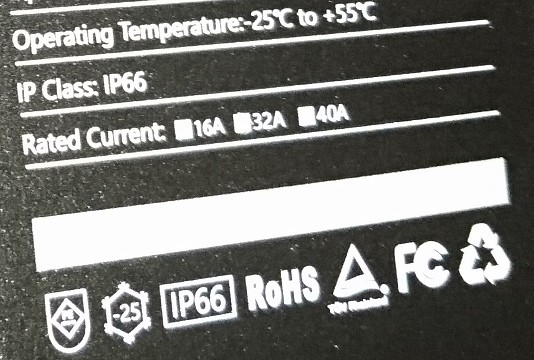 Operating Temperature:-25℃ to +55℃
IP Class: IP66
Rated Current: 16A 32A 40A
-25 IP66 RoHS FC